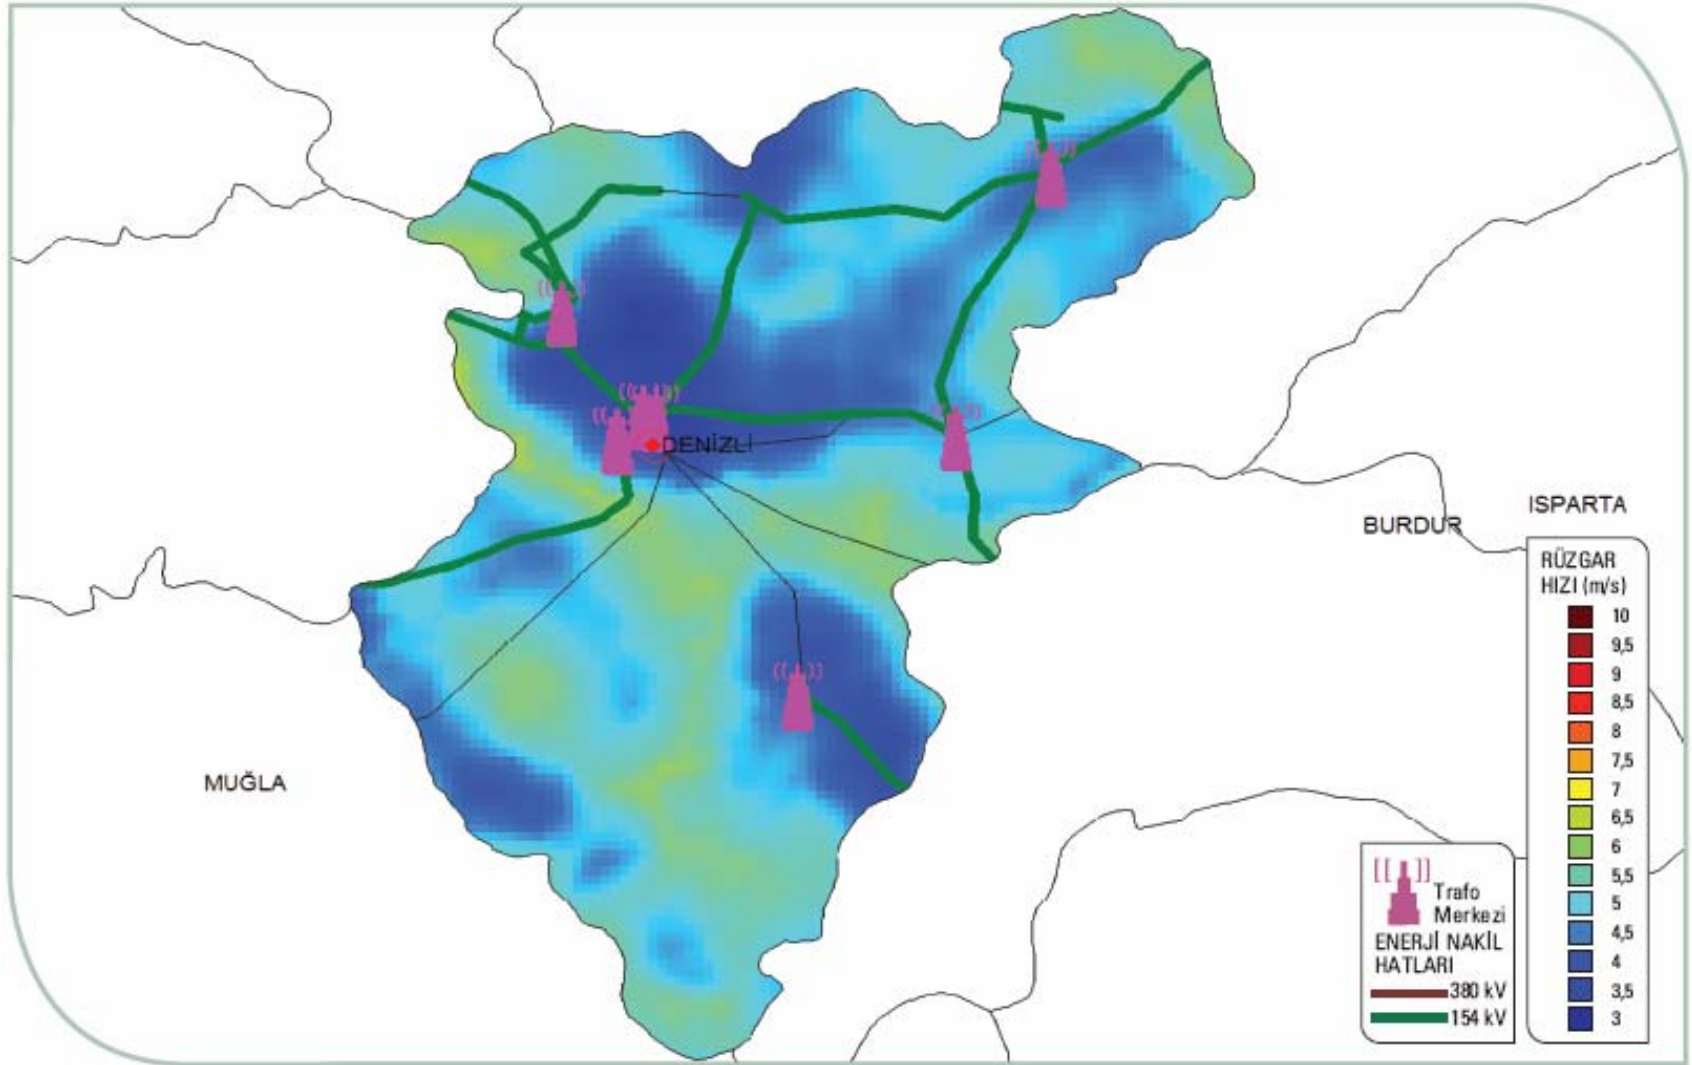 DENİZLİ
MUĞLA
BURDUR
ISPARTA
RÜZGAR
HIZI (m/s)
10
9,5
9
8,5
8
7,5
7
6,5
6
5,5
5
4,5
4
3,5
3
Trafo
Merkezi
ENERJİ NAKİL
HATLARI
380 kV
154 kV